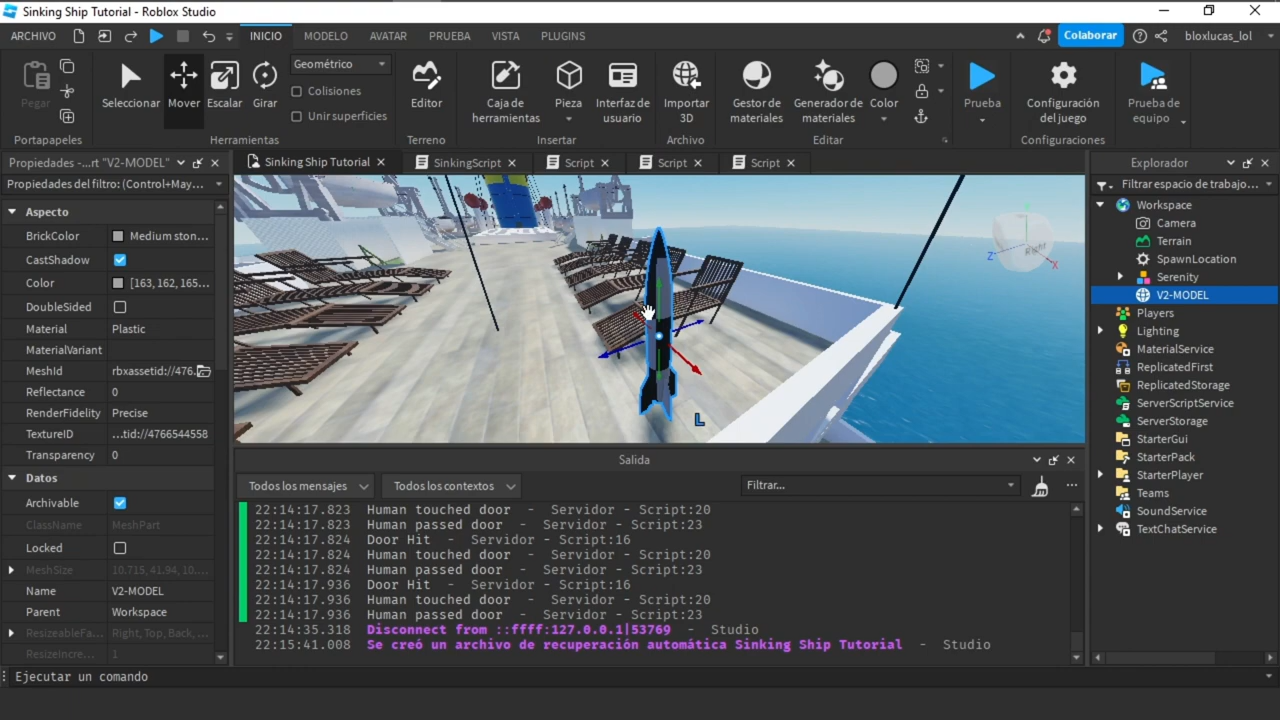 Sinking Ship Tutorial - Roblox Studio
ARCHIVO INICIO MODELO AVATAR PRUEBA VISTA PLUGINS Colaborar bloxlucas_lol
Pegar
Portapapeles
Seleccionar Mover Escalar Girar
Geométrico
Colisiones
Unir superficies
Herramientas
Editor
Terreno
Caja de herramientas
Pieza
Interfaz de usuario
Insertar
Importar 3D
Archivo
Gestor de materiales
Generador de materiales
Color
Editar
Prueba
Configuración del juego
Configuraciones
Prueba de equipo
Propiedades -...rt "V2-MODEL"
Propiedades del filtro: (Control+May...
Aspecto
BrickColor Medium ston...
CastShadow
Color [163, 162, 165...
DoubleSided
Material Plastic
MaterialVariant
MeshId rbxassetid://476.
Reflectance 0
RenderFidelity Precise
TextureID ...tid://4766544558
Transparency 0
Datos
Archivable
ClassName MeshPart
Locked
MeshSize 10.715, 41.94, 10....
Name V2-MODEL
Parent Workspace
ResizeableFa... Right, Top, Back, ...
ResizeIncre... 1
Sinking Ship Tutorial SinkingScript Script Script Script
Right
Z
X
L
Salida
Todos los mensajes Todos los contextos Filtrar...
22:14:17.823 Human touched door - Servidor - Script:20
22:14:17.823 Human passed door - Servidor - Script:23
22:14:17.824 Door Hit - Servidor - Script:16
22:14:17.824 Human touched door - Servidor - Script:20
22:14:17.824 Human passed door - Servidor - Script:23
22:14:17.936 Door Hit - Servidor - Script:16
22:14:17.936 Human touched door - Servidor - Script:20
22:14:17.936 Human passed door - Servidor - Script:23
22:14:35.318 Disconnect from ::ffff:127.0.0.1|53769 - Studio
22:15:41.008 Se creó un archivo de recuperación automática Sinking Ship Tutorial - Studio
Explorador
Filtrar espacio de trabajo...
Workspace
Camera
Terrain
SpawnLocation
Serenity
V2-MODEL
Players
Lighting
MaterialService
ReplicatedFirst
ReplicatedStorage
ServerScriptService
ServerStorage
StarterGui
StarterPack
StarterPlayer
Teams
SoundService
TextChatService
Ejecutar un comando